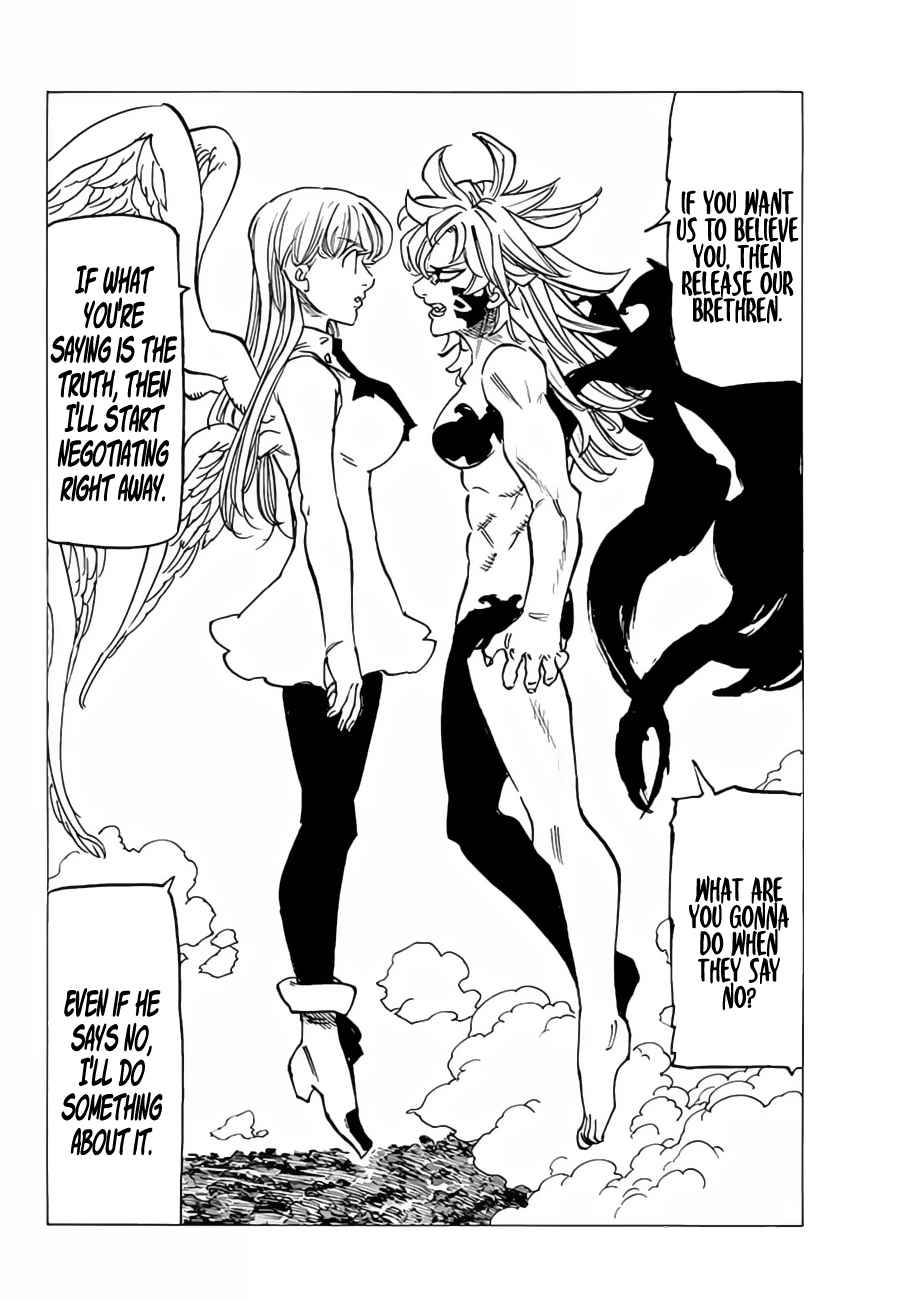 IF YOU WANT
US TO BELIEVE
YOU, THEN
RELEASE OUR
BRETHREN.
IF WHAT
YOU'RE
SAYING IS THE
TRUTH, THEN
I'LL START
NEGOTIATING
RIGHT AWAY.
WHAT ARE
YOU GONNA
DO WHEN
THEY SAY
NO?
EVEN IF HE
SAYS NO,
I'LL DO
SOMETHING
ABOUT IT.